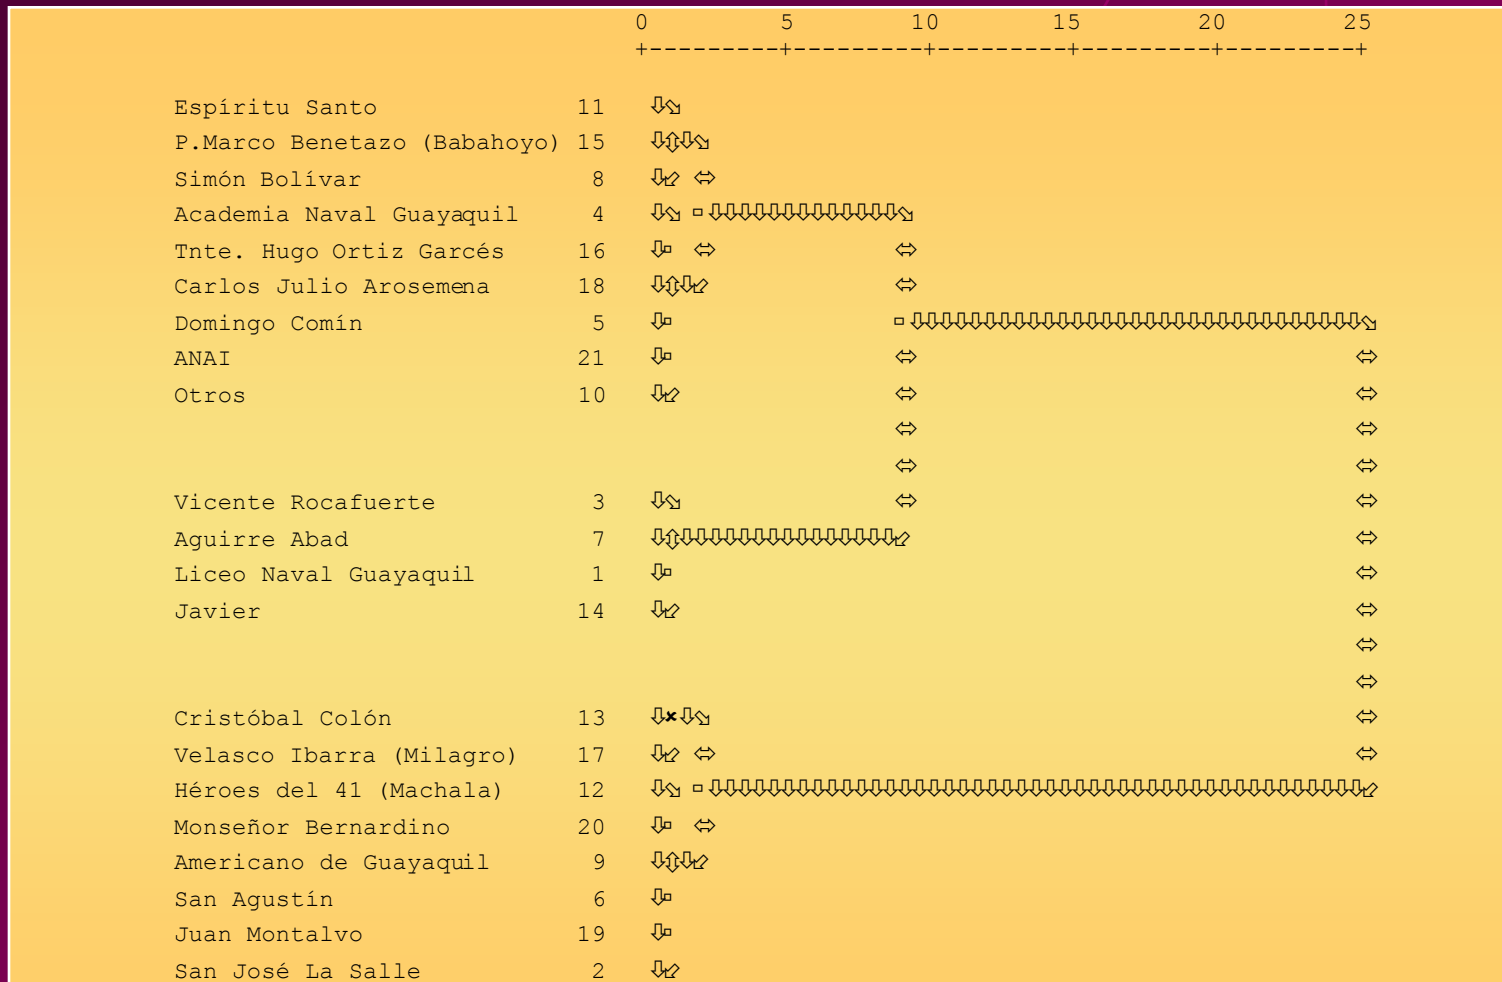 0 5 10 15 20 25
+---------+---------+---------+---------+---------+
Espíritu Santo 11 ⇩⬂
P.Marco Benetazo (Babahoyo) 15 ⇩⇳⇩⬂
Simón Bolívar 8 ⇩⬃ ⬄
Academia Naval Guayaquil 4 ⇩⬂ ▫⇩⇩⇩⇩⇩⇩⇩⇩⇩⇩⇩⇩⇩⬂
Tnte. Hugo Ortiz Garcés 16 ⇩▫ ⬄ ⬄
Carlos Julio Arosemena 18 ⇩⇳⇩⬃ ⬄
Domingo Comín 5 ⇩▫ ▫⇩⇩⇩⇩⇩⇩⇩⇩⇩⇩⇩⇩⇩⇩⇩⇩⇩⇩⇩⇩⇩⇩⇩⇩⇩⇩⇩⇩⇩⇩⇩⬂
ANAI 21 ⇩▫ ⬄ ⬄
Otros 10 ⇩⬃ ⬄ ⬄
⬄ ⬄
⬄ ⬄
Vicente Rocafuerte 3 ⇩⬂ ⬄ ⬄
Aguirre Abad 7 ⇩⇳⇩⇩⇩⇩⇩⇩⇩⇩⇩⇩⇩⇩⇩⇩⇩⬃ ⬄
Liceo Naval Guayaquil 1 ⇩▫ ⬄
Javier 14 ⇩⬃ ⬄
⬄
⬄
Cristóbal Colón 13 ⇩×⇩⬂ ⬄
Velasco Ibarra (Milagro) 17 ⇩⬃ ⬄ ⬄
Héroes del 41 (Machala) 12 ⇩⬂ ▫⇩⇩⇩⇩⇩⇩⇩⇩⇩⇩⇩⇩⇩⇩⇩⇩⇩⇩⇩⇩⇩⇩⇩⇩⇩⇩⇩⇩⇩⇩⇩⇩⇩⇩⇩⇩⇩⇩⇩⇩⇩⇩⇩⇩⇩⬃
Monseñor Bernardino 20 ⇩▫ ⬄
Americano de Guayaquil 9 ⇩⇳⇩⬃
San Agustín 6 ⇩▫
Juan Montalvo 19 ⇩▫
San José La Salle 2 ⇩⬃